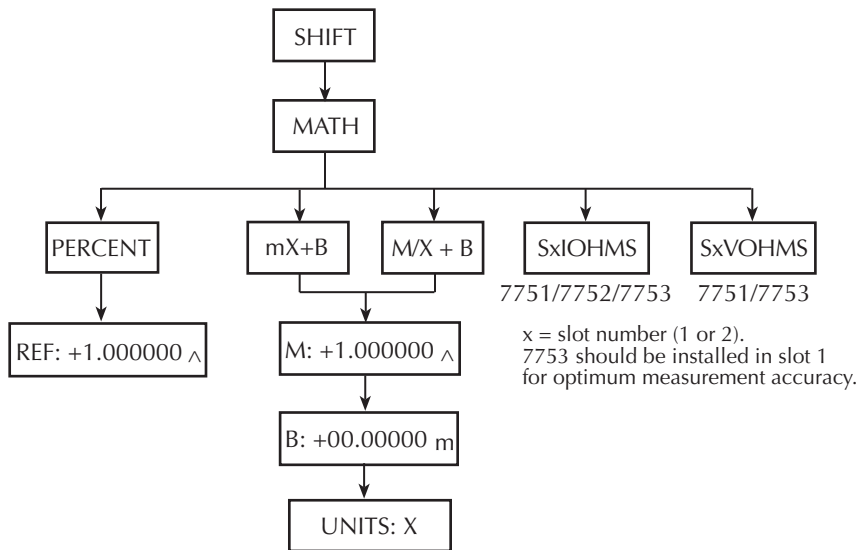 SHIFT
MATH
PERCENT
mX+B
M/X + B
SxIOHMS
SxVOHMS
7751/7752/7753
7751/7753
REF: +1.000000 ^
M: +1.000000 ^
x = slot number (1 or 2).
7753 should be installed in slot 1
for optimum measurement accuracy.
B: +00.00000 m
UNITS: X